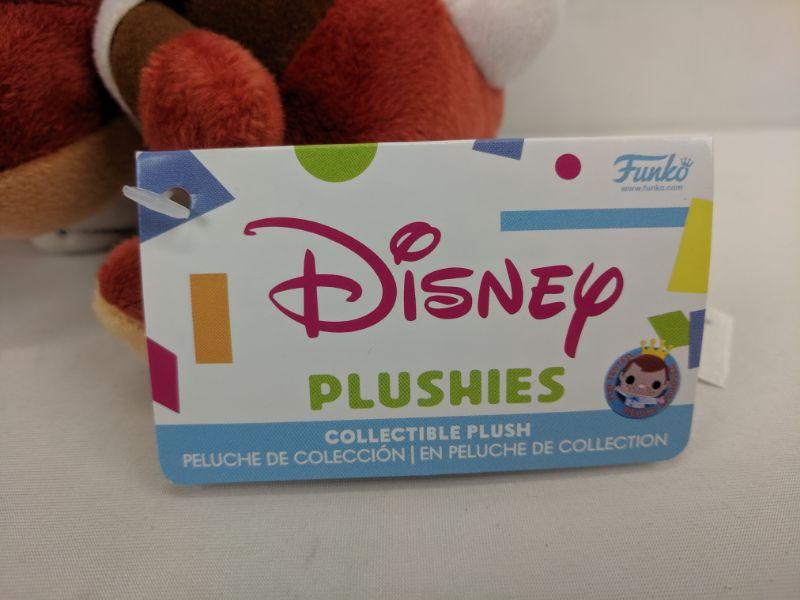 Funko
www.funko.com
Disney
PLUSHIES
COLLECTIBLE PLUSH
PELUCHE DE COLECCIÓN | EN PELUCHE DE COLLECTION